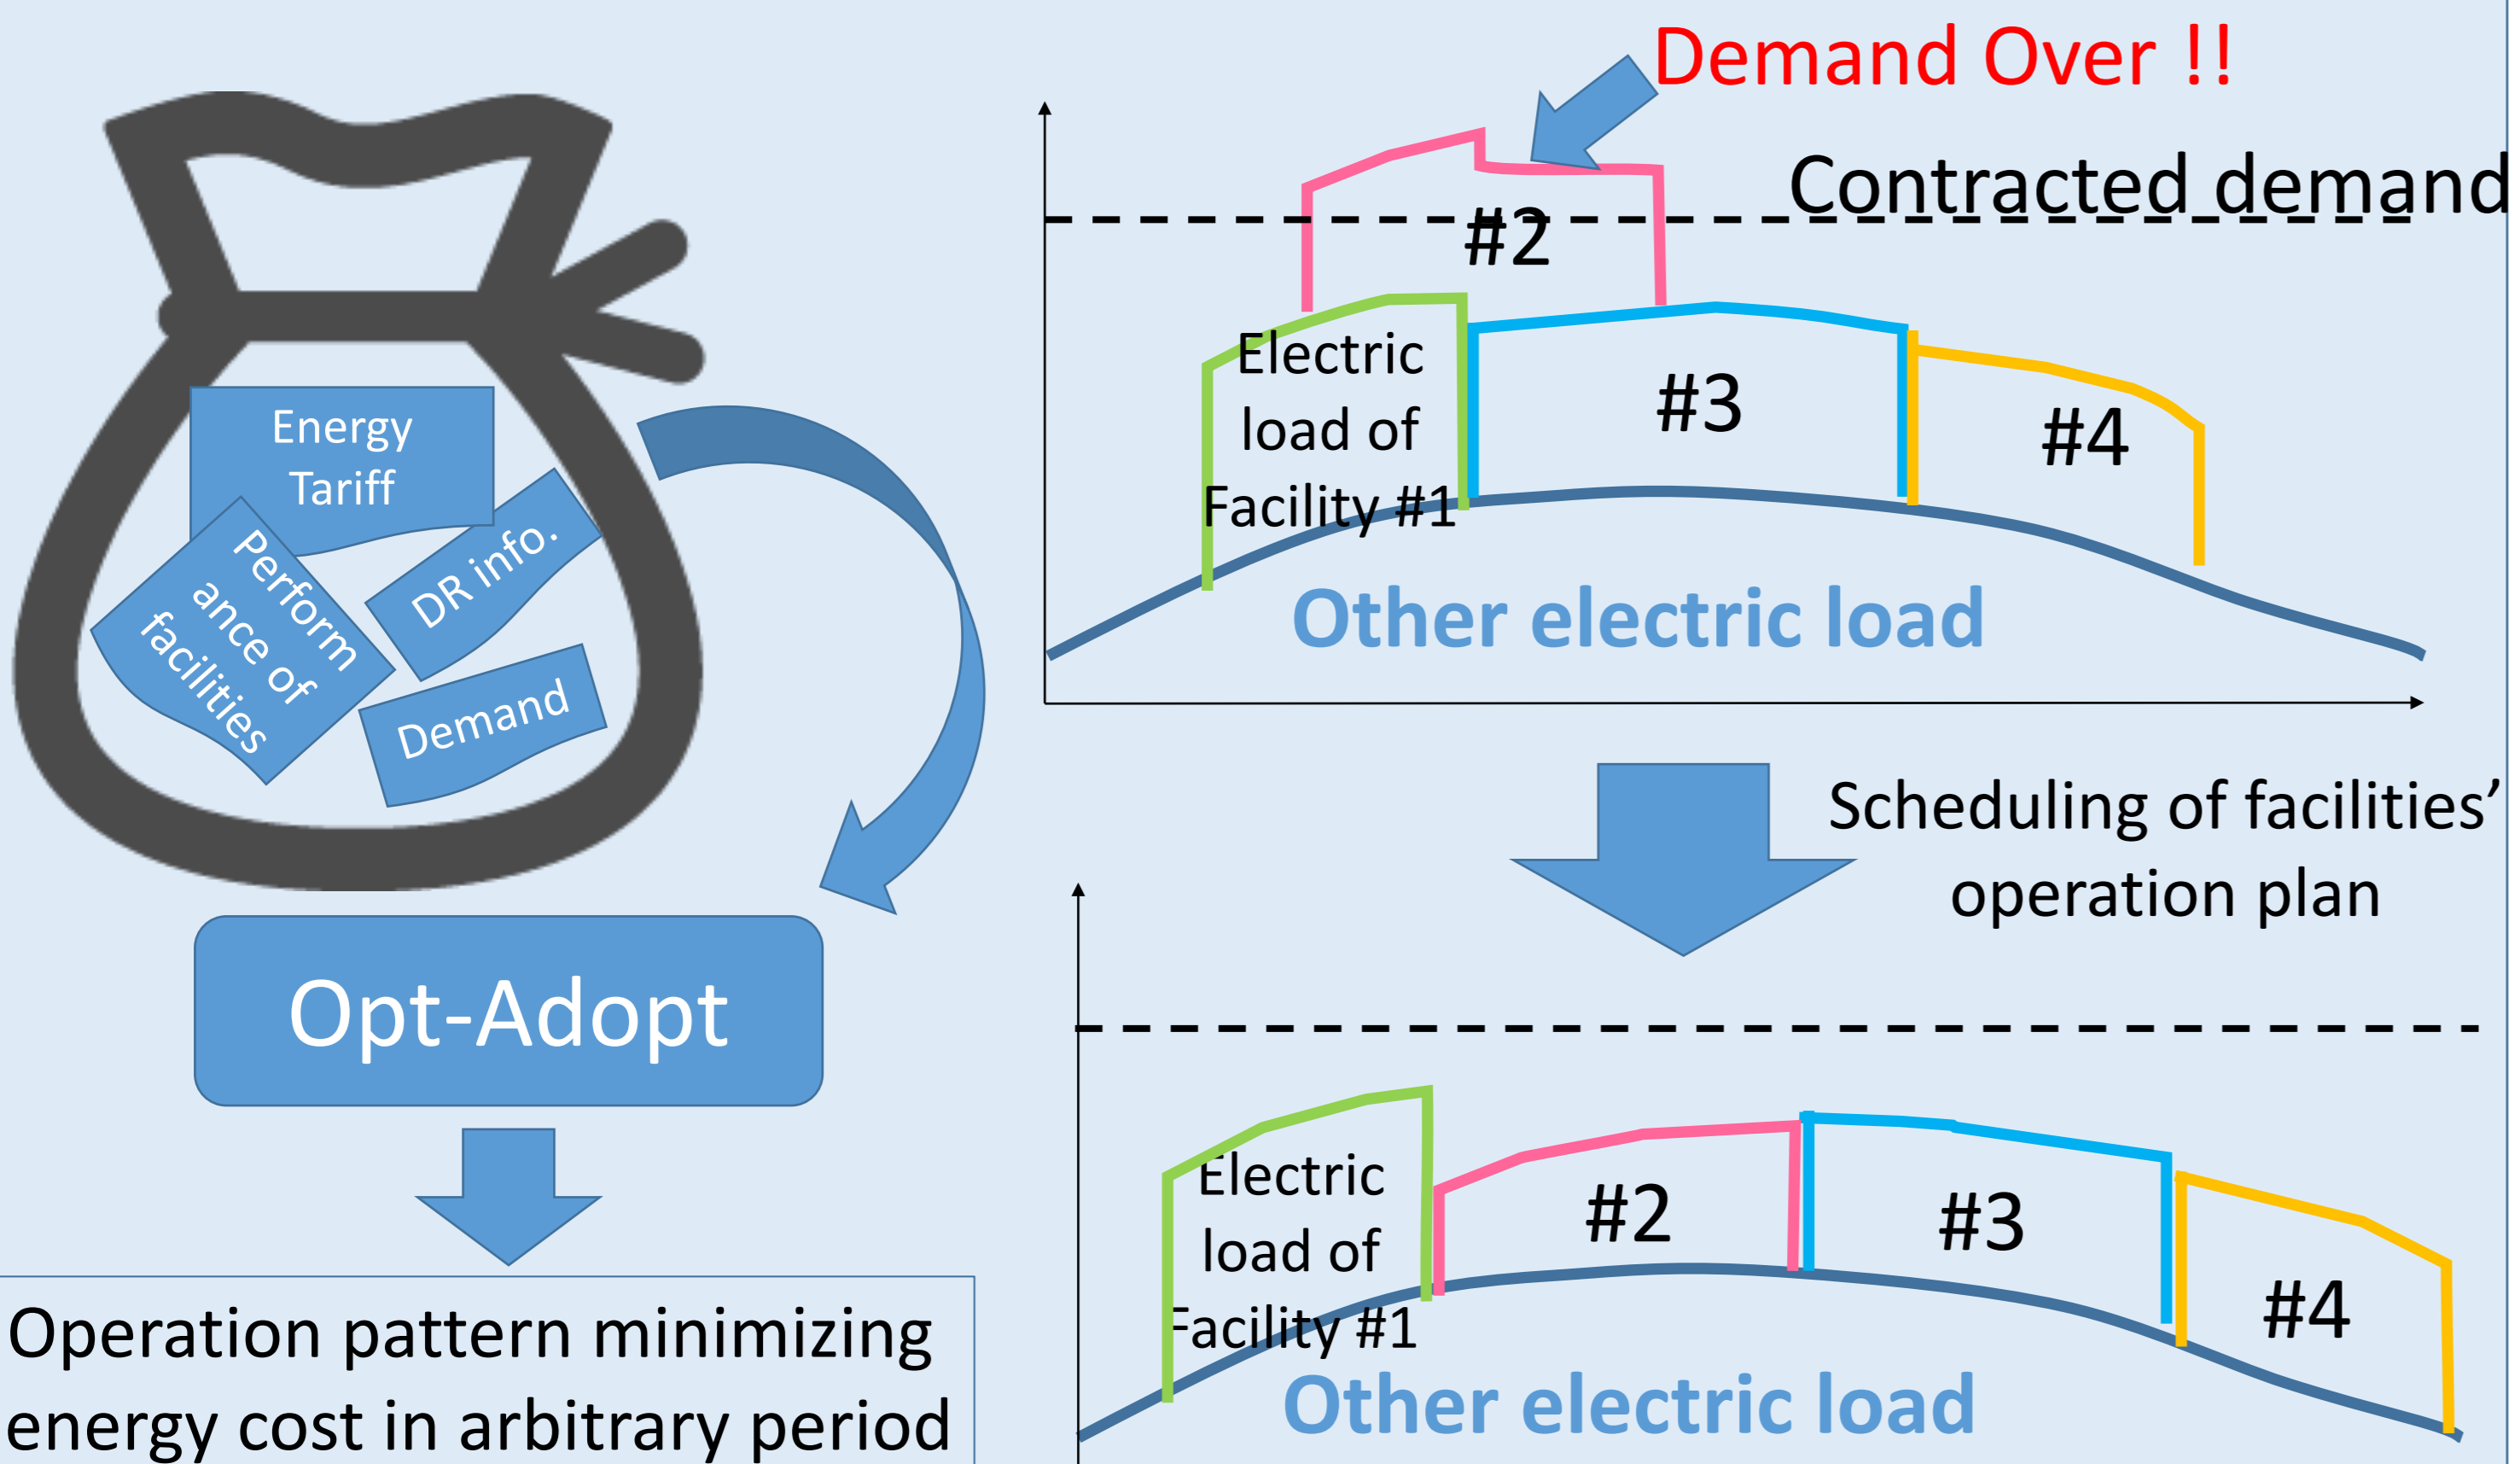 Energy
Tariff
Perform
ance of
facilities
DR info.
Demand
Opt-Adopt
Operation pattern minimizing
energy cost in arbitrary period
Demand Over !!
Contracted demand
#2
Electric
load of
Facility #1
#3
#4
Other electric load
Scheduling of facilities’
operation plan
Electric
load of
Facility #1
#2
#3
#4
Other electric load